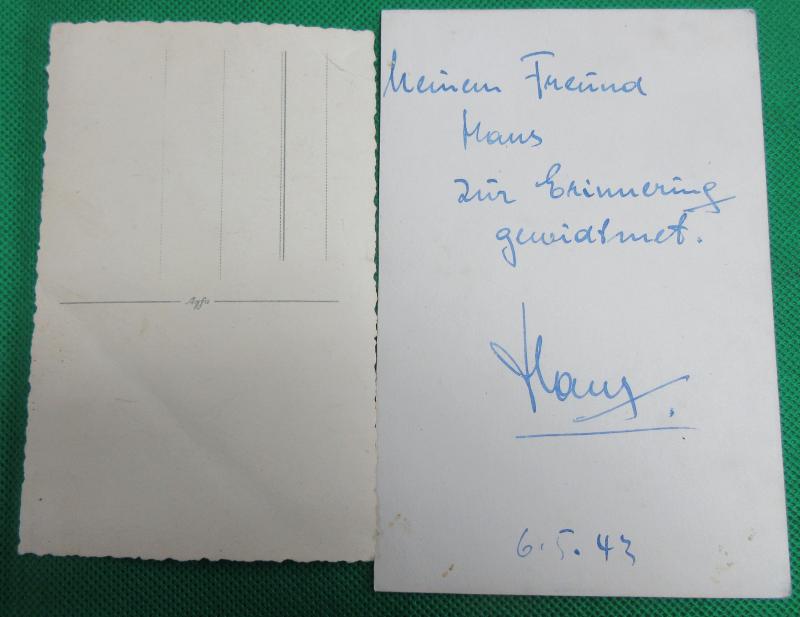 Agfa
Meinem Freund
Hans
zur Erinnerung
gewidmet.
Hans.
6.5.43